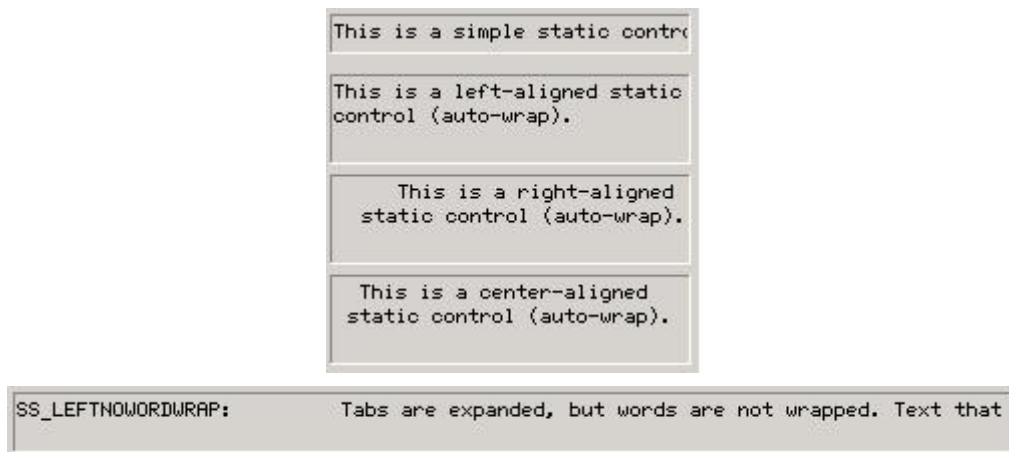 This is a simple static contro
This is a left-aligned static
control (auto-wrap).
This is a right-aligned
static control (auto-wrap).
This is a center-aligned
static control (auto-wrap).
SS_LEFTNOWORDWRAP: Tabs are expanded, but words are not wrapped. Text that